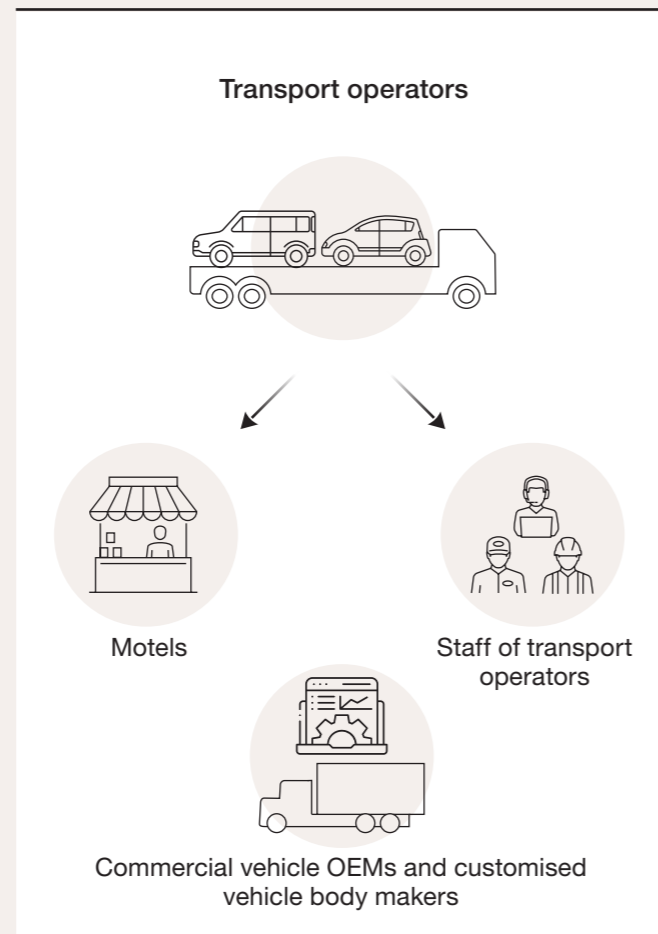 Transport operators
Motels
Staff of transport
operators
Commercial vehicle OEMs and customised
vehicle body makers